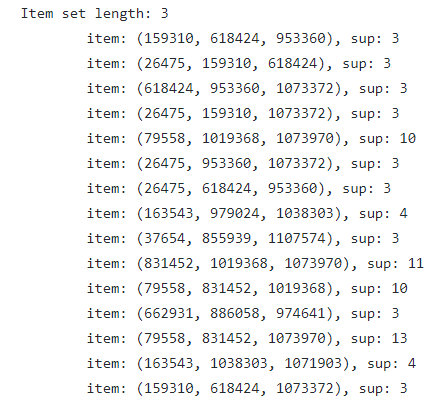 Item set length: 3
item: (159310, 618424, 953360), sup: 3
item: (26475, 159310, 618424), sup: 3
item: (618424, 953360, 1073372), sup: 3
item: (26475, 159310, 1073372), sup: 3
item: (79558, 1019368, 1073970), sup: 10
item: (26475, 953360, 1073372), sup: 3
item: (26475, 618424, 953360), sup: 3
item: (163543, 979024, 1038303), sup: 4
item: (37654, 855939, 1107574), sup: 3
item: (831452, 1019368, 1073970), sup: 11
item: (79558, 831452, 1019368), sup: 10
item: (662931, 886058, 974641), sup: 3
item: (79558, 831452, 1073970), sup: 13
item: (163543, 1038303, 1071903), sup: 4
item: (159310, 618424, 1073372), sup: 3